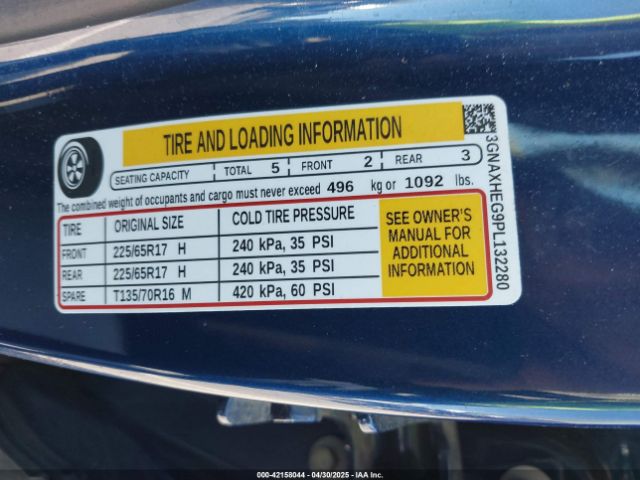 TIRE AND LOADING INFORMATION
SEATING CAPACITY TOTAL 5 FRONT 2 REAR 3
The combined weight of occupants and cargo must never exceed 496 kg or 1092 lbs.
TIRE ORIGINAL SIZE COLD TIRE PRESSURE
FRONT 225/65R17 H 240 kPa, 35 PSI
REAR 225/65R17 H 240 kPa, 35 PSI
SPARE T135/70R16 M 420 kPa, 60 PSI
SEE OWNER'S
MANUAL FOR
ADDITIONAL
INFORMATION
3GNAXHEG9PL132280
000-42158044 - 04/30/2025 - IAA Inc.